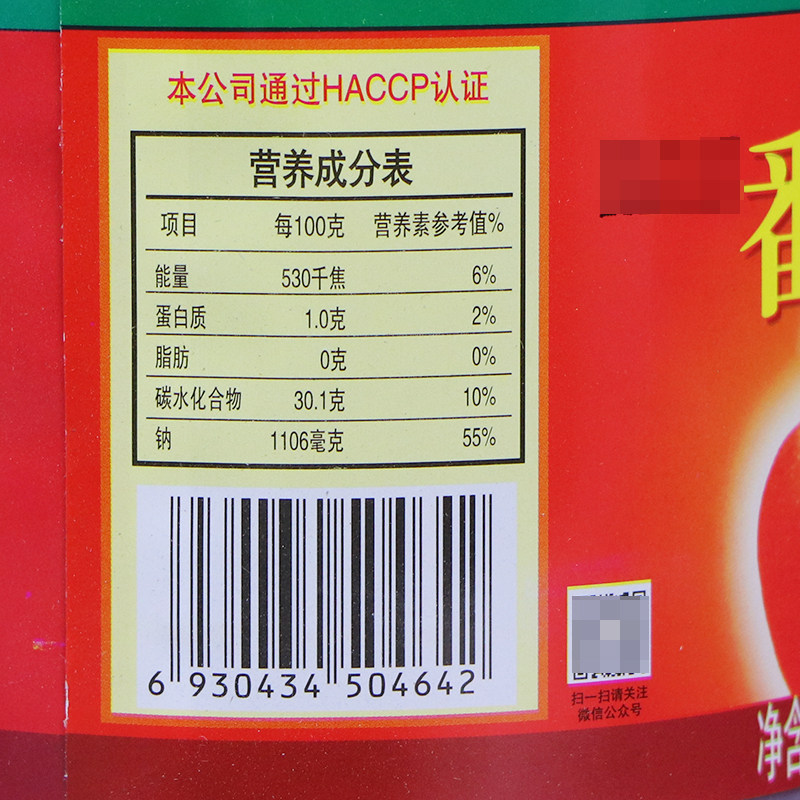 本公司通过HACCP认证
营养成分表
项目 每100克 营养素参考值%
能量 530千焦 6%
蛋白质 1.0克 2%
脂肪 0克 0%
碳水化合物 30.1克 10%
钠 1106毫克 55%
6 930434 504642
番
扫一扫请关注
微信公众号
净含